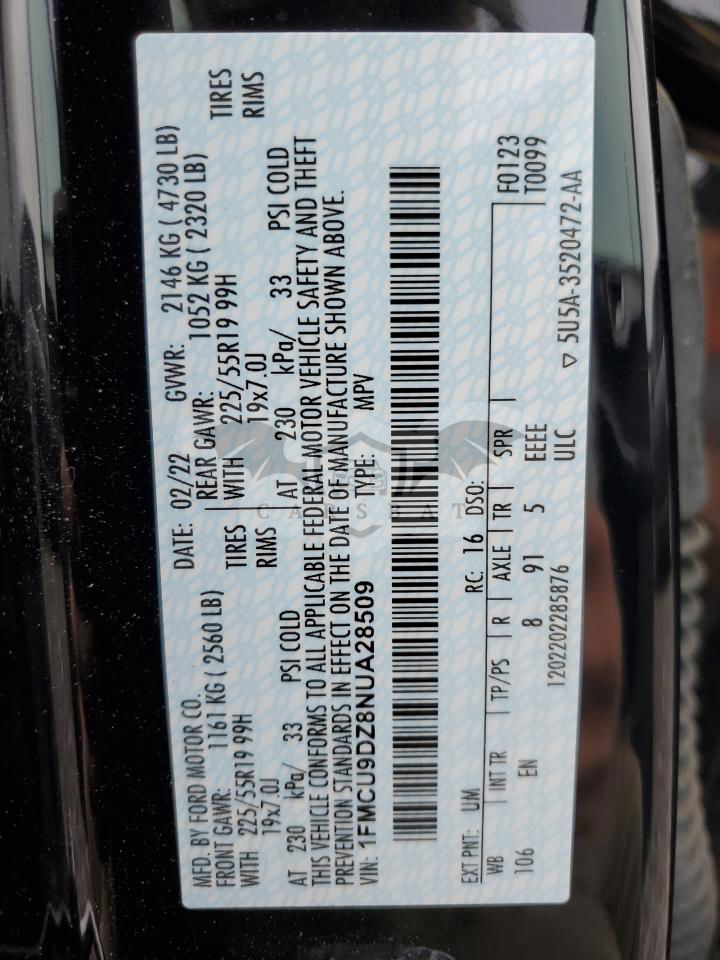 MFD. BY FORD MOTOR CO.
DATE: 02/22 GVWR: 2146 KG ( 4730 LB)
FRONT GAWR: 1161 KG ( 2560 LB) REAR GAWR: 1052 KG ( 2320 LB)
WITH 225/55R19 99H TIRES WITH 225/55R19 99H TIRES
19x7.0J RIMS 19x7.0J RIMS
AT 230 kPa/ 33 PSI COLD AT 230 kPa/ 33 PSI COLD
THIS VEHICLE CONFORMS TO ALL APPLICABLE FEDERAL MOTOR VEHICLE SAFETY AND THEFT
PREVENTION STANDARDS IN EFFECT ON THE DATE OF MANUFACTURE SHOWN ABOVE.
VIN: 1FMCU9DZ8NUA28509 TYPE: MPV
CARSBAT
EXT PNT: UM RC: 16 DSO: F0123
WB INT TR TP/PS R AXLE TR SPR T0099
106 EN 8 91 5 EEEE
1202202285876 ULC ▽ 5U5A-3520472-AA